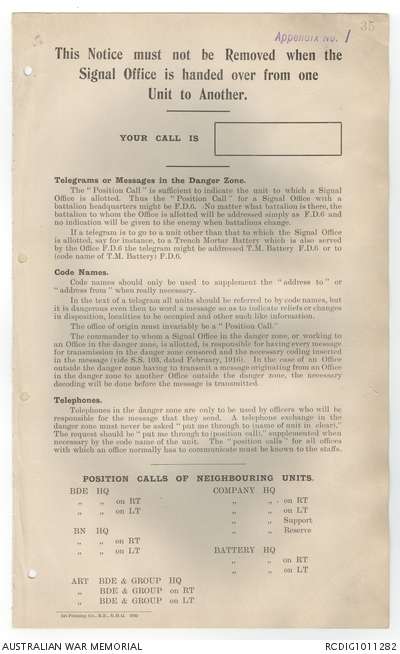 35
Appendix No. 1
This Notice must not be Removed when the
Signal Office is handed over from one
Unit to Another.
YOUR CALL IS
Telegrams or Messages in the Danger Zone.
The "Position Call" is sufficient to indicate the unit to which a Signal
Office is allotted. Thus the "Position Call" for a Signal Office with a
battalion headquarters might be F.D.6. No matter what battalion is there, the
battalion to whom the Office is allotted will be addressed simply as F.D.6 and
no indication will be given to the enemy when battalions change.
If a telegram is to go to a unit other than that to which the Signal Office
is allotted, say for instance, to a Trench Mortar Battery which is also served
by the Office F.D.6 the telegram might be addressed T.M. Battery F.D.6 or to
(code name of T.M. Battery) F.D.6.
Code Names.
Code names should only be used to supplement the "address to" or
"address from" when really necessary.
In the text of a telegram all units should be referred to by code names, but
it is dangerous even then to word a message so as to indicate reliefs or changes
in disposition, localities to be occupied and other such like information.
The office of origin must invariably be a "Position Call."
The commander to whom a Signal Office in the danger zone, or working to
an Office in the danger zone, is allotted, is responsible for having every message
for transmission in the danger zone censored and the necessary coding inserted
in the message (vide S.S. 103, dated February, 1916). In the case of an Office
outside the danger zone having to transmit a message originating from an Office
in the danger zone to another Office outside the danger zone, the necessary
decoding will be done before the message is transmitted.
Telephones.
Telephones in the danger zone are only to be used by officers who will be
responsible for the message that they send. A telephone exchange in the
danger zone must never be asked "put me through to (name of unit in clear)."
The request should be "put me through to (position call)," supplemented when
necessary by the code name of the unit. The "position calls" for all offices
with which an office normally has to communicate must be known to the staffs.
POSITION CALLS OF NEIGHBOURING UNITS.
BDE HQ
" " on RT
" " on LT
BN HQ
" " on RT
" " on LT
ART BDE & GROUP HQ
" BDE & GROUP on RT
" BDE & GROUP on LT
COMPANY HQ
" " on RT
" " on LT
" " Support
" " Reserve
BATTERY HQ
" " on RT
" " on LT
AUSTRALIAN WAR MEMORIAL
RCDIG1011282